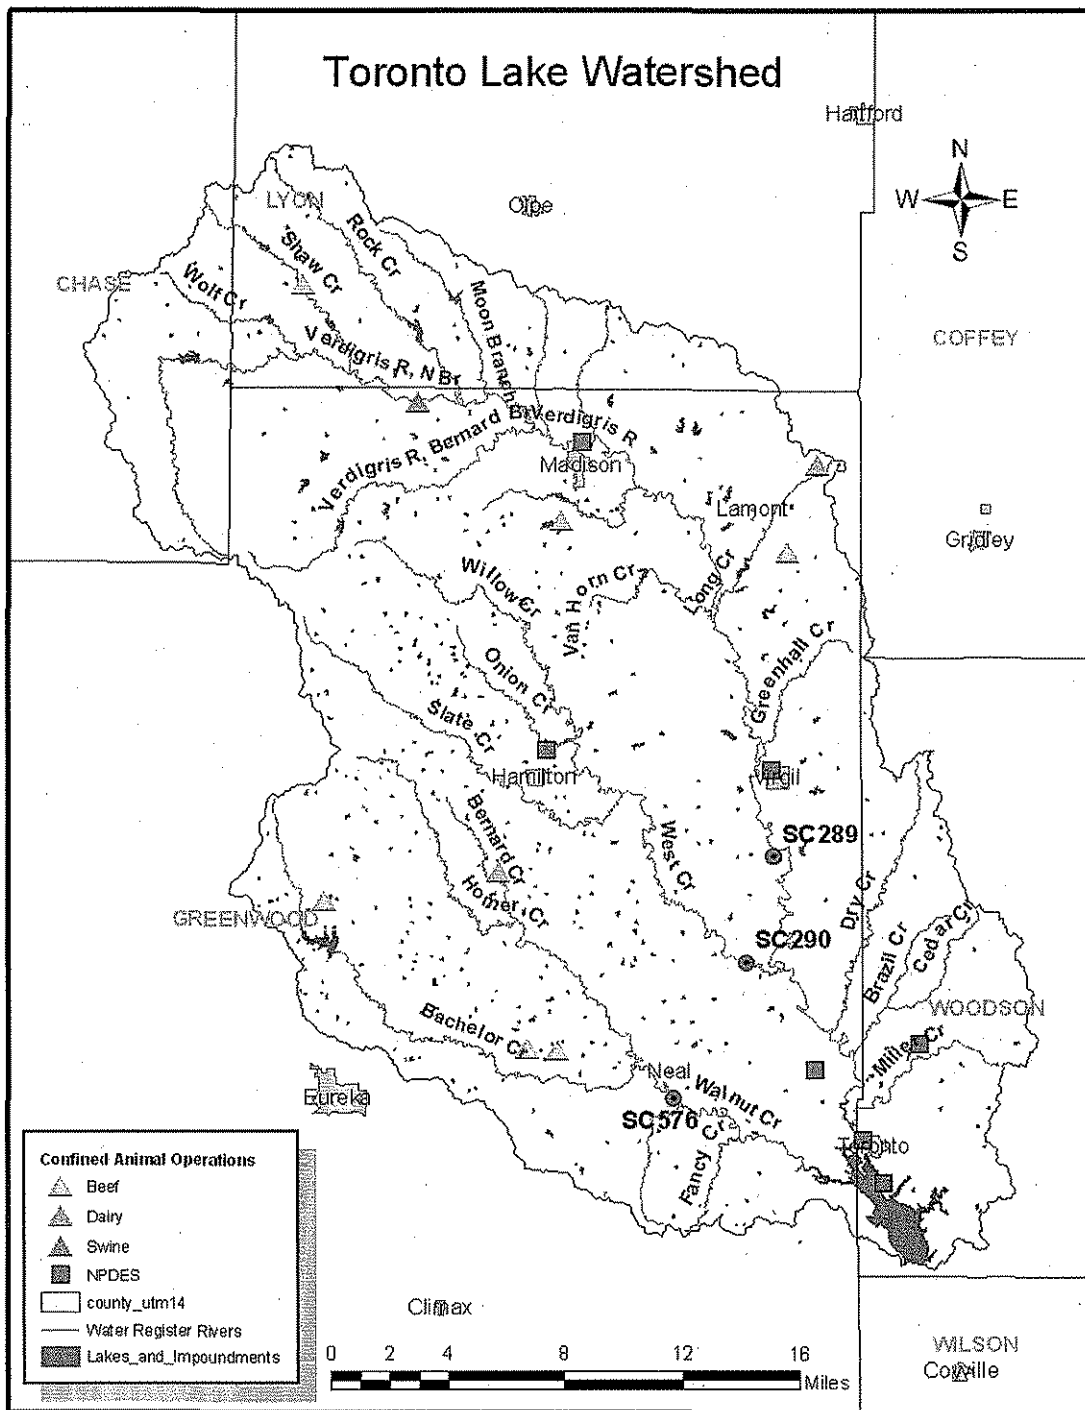 Toronto Lake Watershed
Hartford
N
W E
S
LYON
Olpe
Rock Cr
Shaw Cr
CHASE
Wolf Cr
Moon Branch
COFFEY
Verdigris R, N Br
Verdigris R, Bernard Br
Verdigris R
Madison
Lamont
Gridley
Willow Cr
Van Horn Cr
Long Cr
Onion Cr
Greenhall Cr
Slate Cr
Hamilton
Virgil
Bernard Cr
West Cr
SC289
Homer Cr
Dry Cr
GREENWOOD
SC290
Brazil Cr
Cedar Cr
WOODSON
Bachelor Cr
Miller Cr
Neal
Walnut Cr
Eureka
SC576
Fancy Cr
Toronto
Confined Animal Operations
Beef
Dairy
Swine
NPDES
county_utm14
Water Register Rivers
Lakes_and_Impoundments
Climax
0 2 4 8 12 16
Miles
WILSON
Coyville